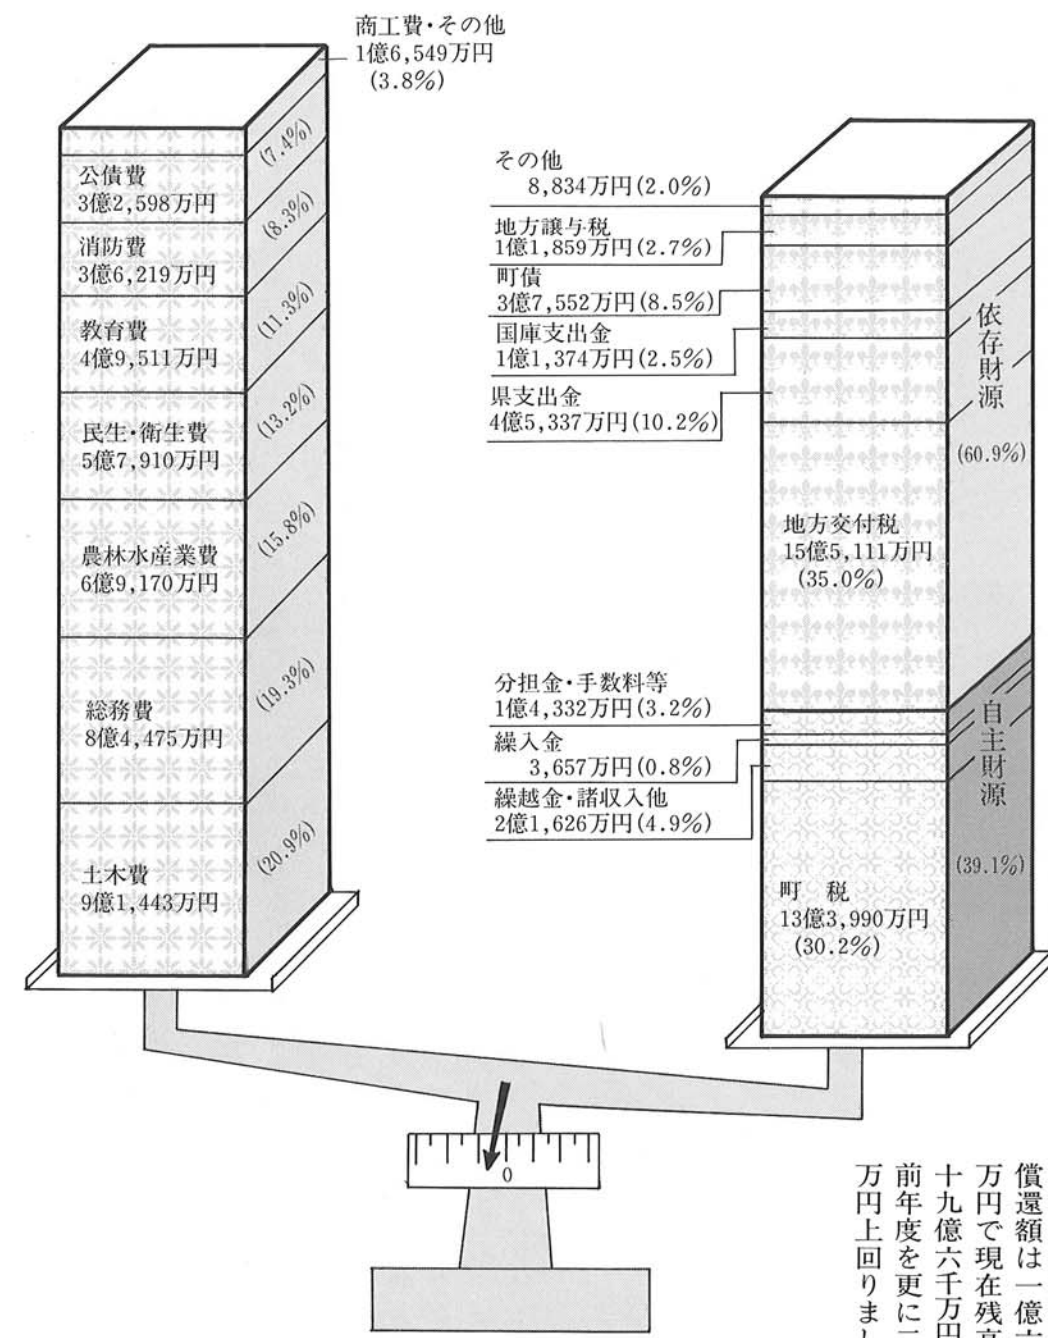 商工費・その他
1億6,549万円
(3.8%)
公債費
3億2,598万円
(7.4%)
消防費
3億6,219万円
(8.3%)
教育費
4億9,511万円
(11.3%)
民生・衛生費
5億7,910万円
(13.2%)
農林水産業費
6億9,170万円
(15.8%)
総務費
8億4,475万円
(19.3%)
土木費
9億1,443万円
(20.9%)
その他
8,834万円(2.0%)
地方譲与税
1億1,859万円(2.7%)
町債
3億7,552万円(8.5%)
国庫支出金
1億1,374万円(2.5%)
県支出金
4億5,337万円(10.2%)
地方交付税
15億5,111万円
(35.0%)
依存財源
(60.9%)
分担金・手数料等
1億4,332万円(3.2%)
繰入金
3,657万円(0.8%)
繰越金・諸収入他
2億1,626万円(4.9%)
町 税
13億3,990万円
(30.2%)
自主財源
(39.1%)
0
償還額は一億
万円で現在残
十九億六千万円
前年度を更に
万円上回りまし